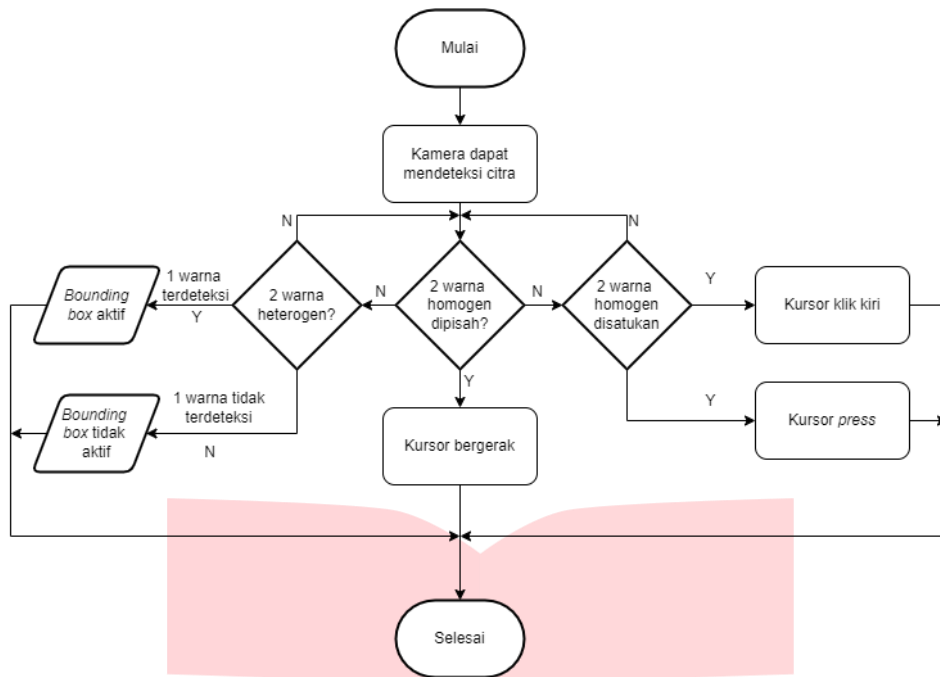 Mulai
Kamera dapat
mendeteksi citra
N
N
1 warna
terdeteksi
Y
Bounding
box aktif
2 warna
heterogen?
N
2 warna
homogen
dipisah?
N
2 warna
homogen
disatukan
Y
Kursor klik kiri
1 warna tidak
terdeteksi
N
Bounding
box tidak
aktif
Y
Kursor bergerak
Y
Kursor press
Selesai